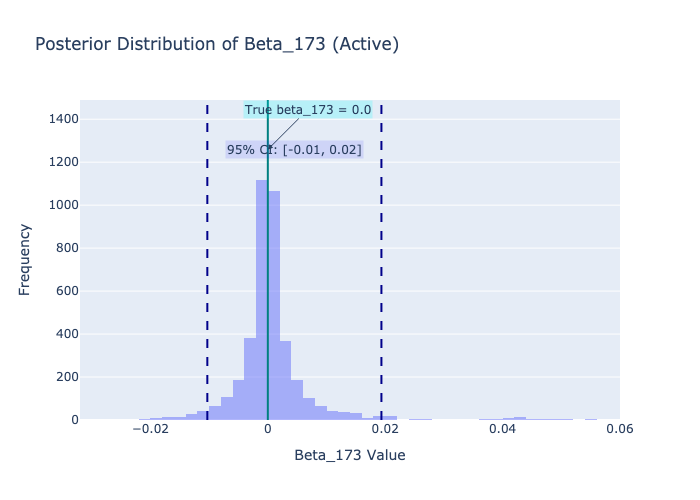 Posterior Distribution of Beta_173 (Active)
True beta_173 = 0.0
95% CI: [-0.01, 0.02]
1400
1200
1000
800
600
400
200
0
Frequency
−0.02
0
0.02
0.04
0.06
Beta_173 Value